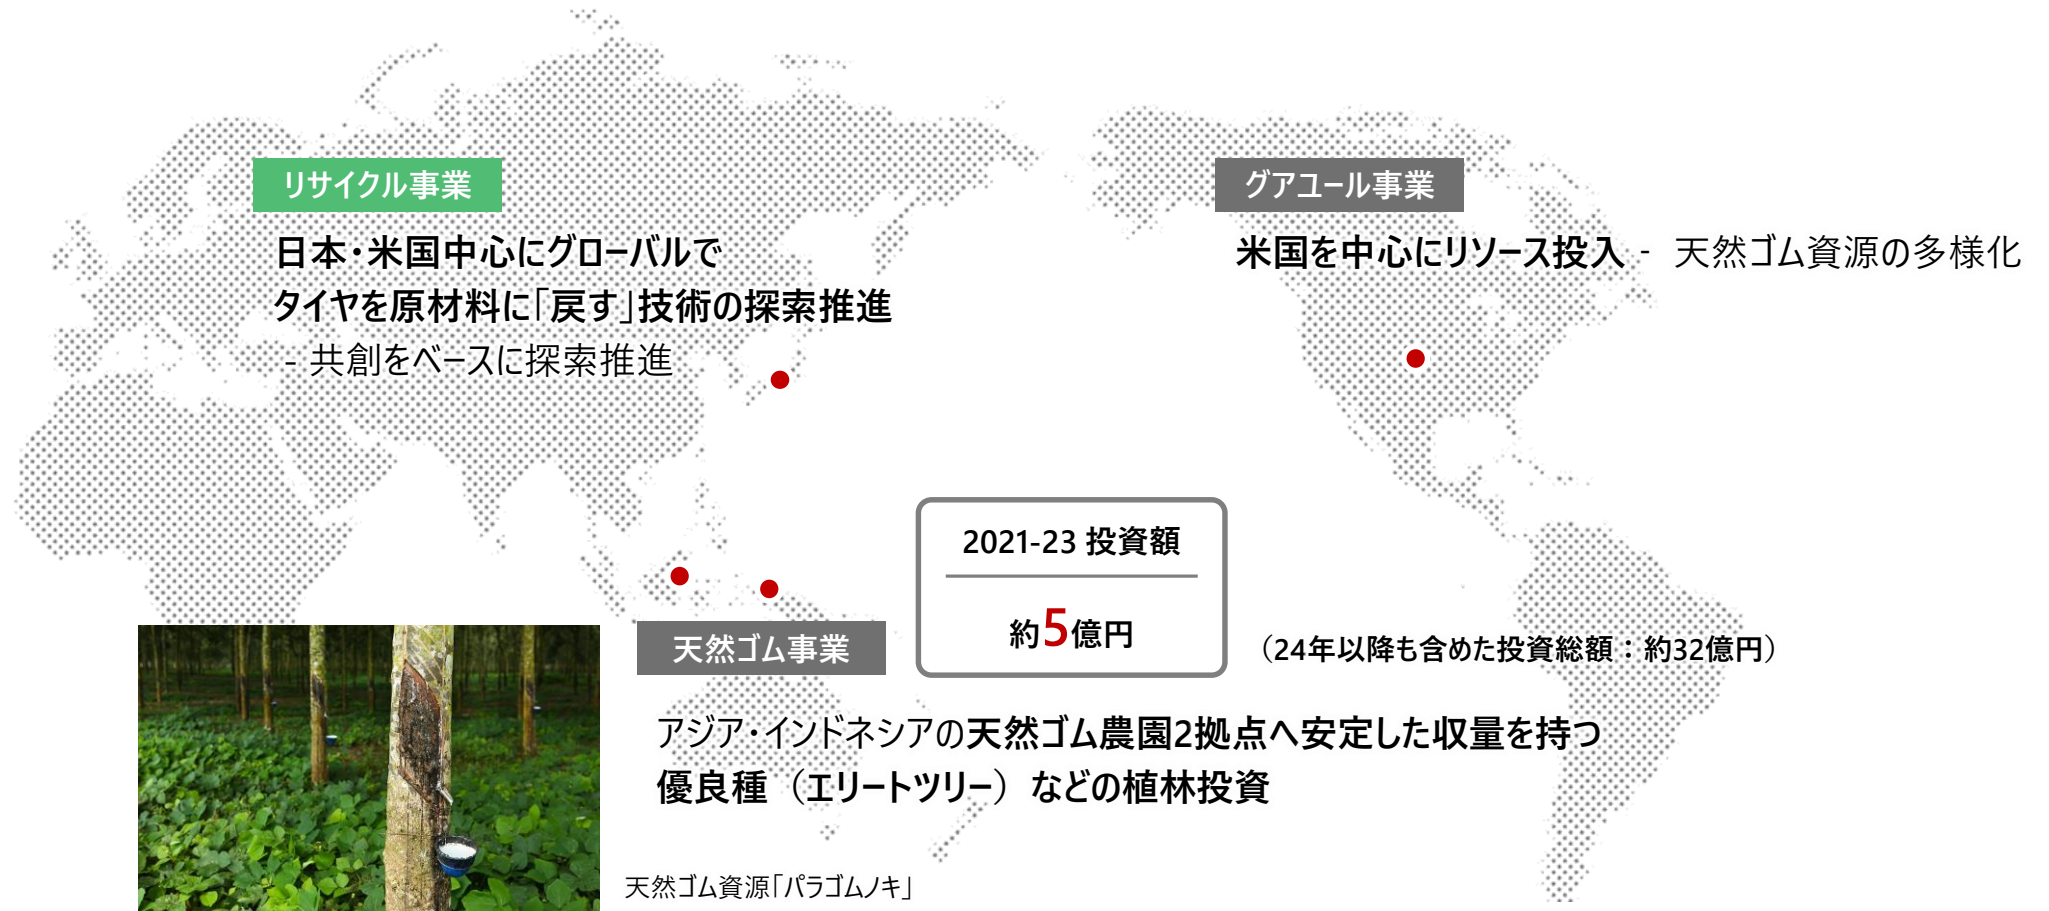 リサイクル事業
日本・米国中心にグローバルで
タイヤを原材料に「戻す」技術の探索推進
- 共創をベースに探索推進
グアユール事業
米国を中心にリソース投入 - 天然ゴム資源の多様化
2021-23 投資額
約5億円
（24年以降も含めた投資総額：約32億円）
天然ゴム事業
アジア・インドネシアの天然ゴム農園2拠点へ安定した収量を持つ
優良種（エリートツリー）などの植林投資
天然ゴム資源「パラゴムノキ」